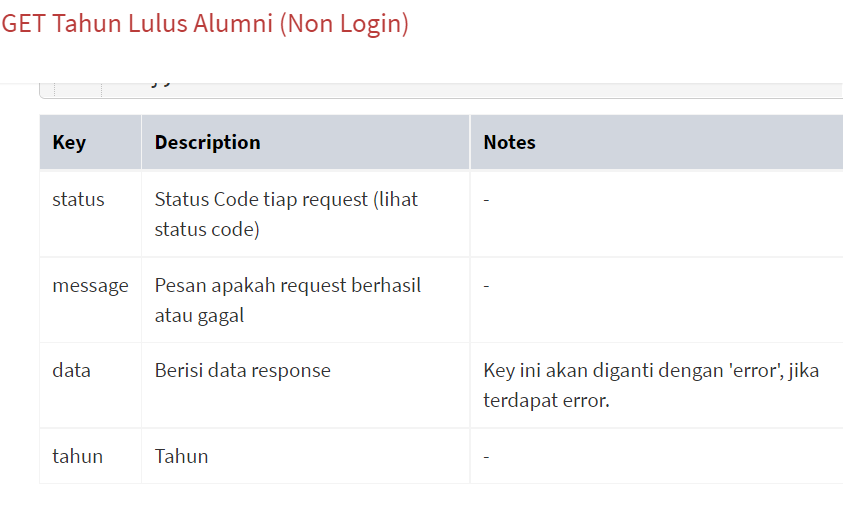 GET Tahun Lulus Alumni (Non Login)
Key Description Notes
status Status Code tiap request (lihat -
status code)
message Pesan apakah request berhasil -
atau gagal
data Berisi data response Key ini akan diganti dengan 'error', jika
terdapat error.
tahun Tahun -